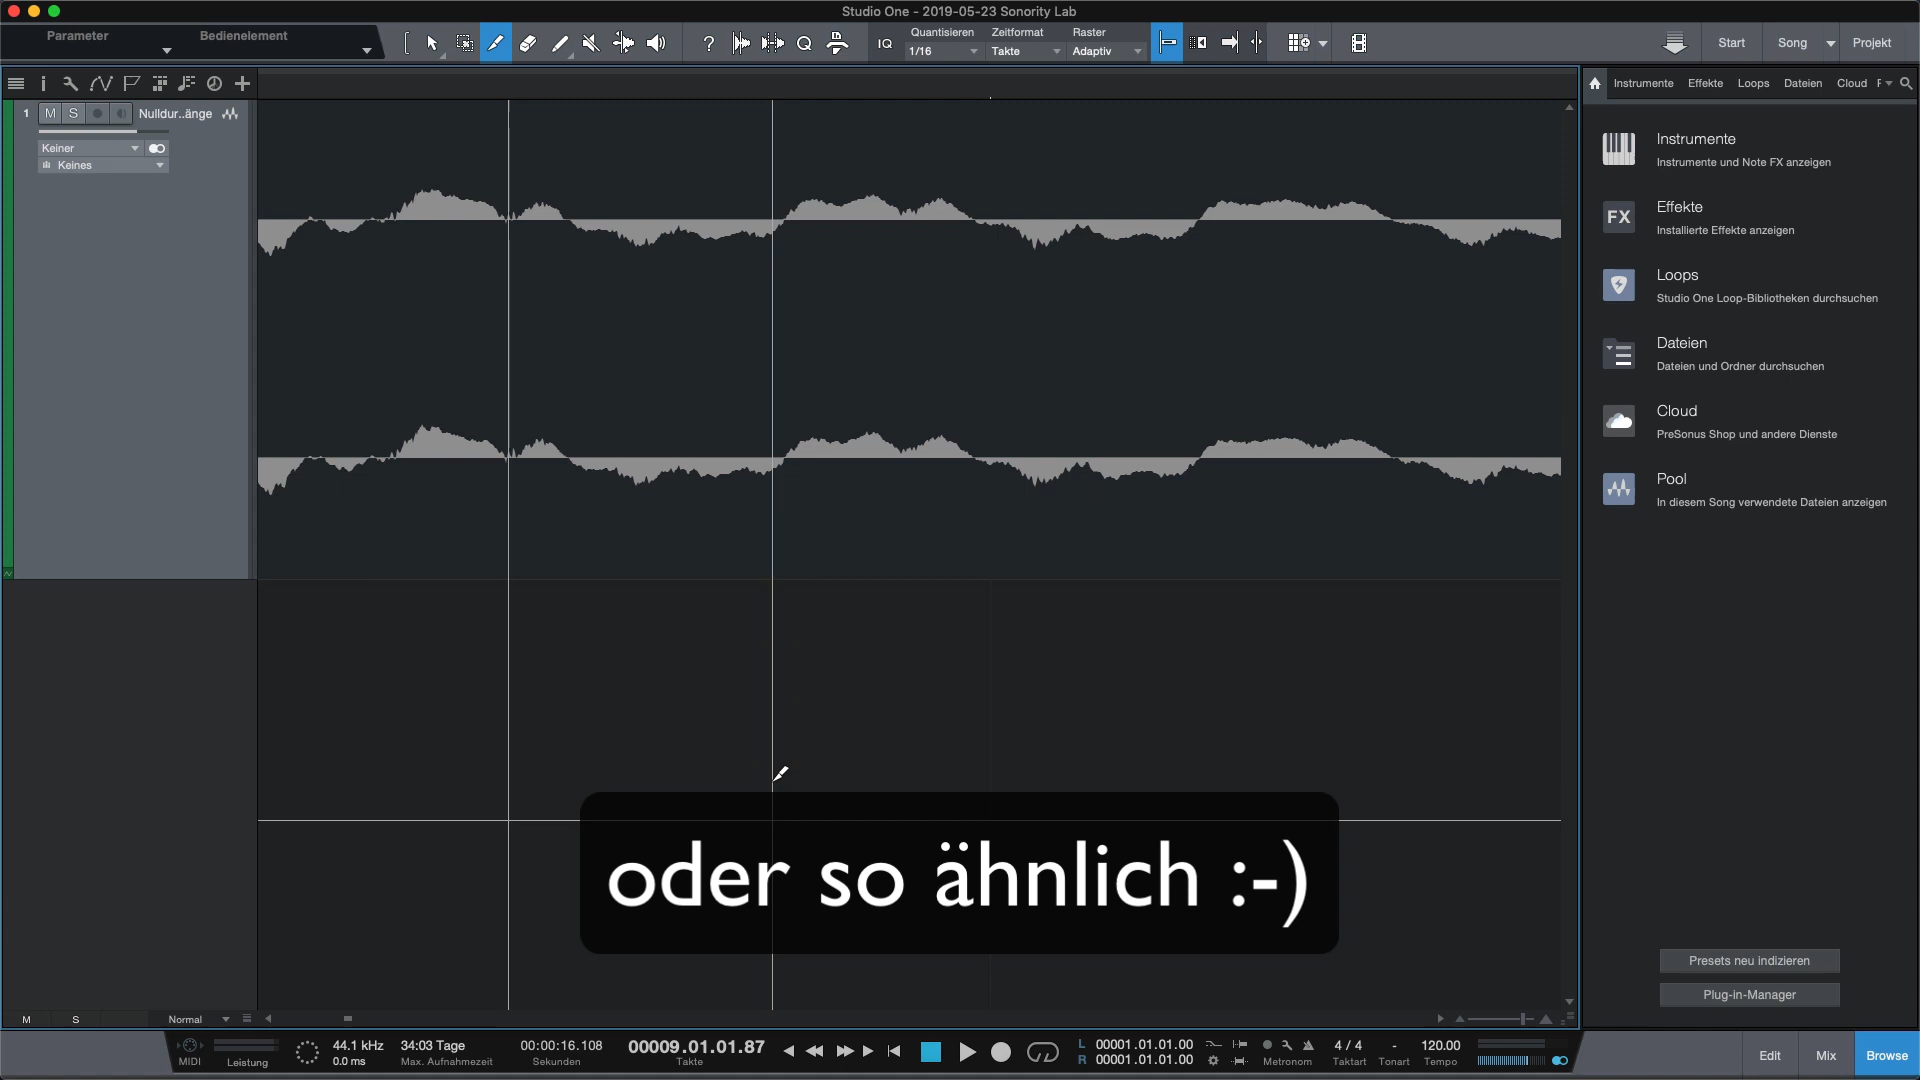 Studio One - 2019-05-23 Sonority Lab
Parameter
Bedienelement
IQ
Quantisieren
1/16
Zeitformat
Takte
Raster
Adaptiv
Start
Song
Projekt
Instrumente
Effekte
Loops
Dateien
Cloud
1
M
S
Nulldur..änge
Keiner
Keines
Instrumente
Instrumente und Note FX anzeigen
FX
Effekte
Installierte Effekte anzeigen
Loops
Studio One Loop-Bibliotheken durchsuchen
Dateien
Dateien und Ordner durchsuchen
Cloud
PreSonus Shop und andere Dienste
Pool
In diesem Song verwendete Dateien anzeigen
oder so ähnlich :-)
Presets neu indizieren
Plug-in-Manager
M
S
Normal
MIDI
Leistung
44.1 kHz
0.0 ms
34:03 Tage
Max. Aufnahmezeit
00:00:16.108
Sekunden
00009.01.01.87
Takte
L 00001.01.01.00
R 00001.01.01.00
Metronom
4 / 4
Taktart
-
Tonart
120.00
Tempo
Edit
Mix
Browse